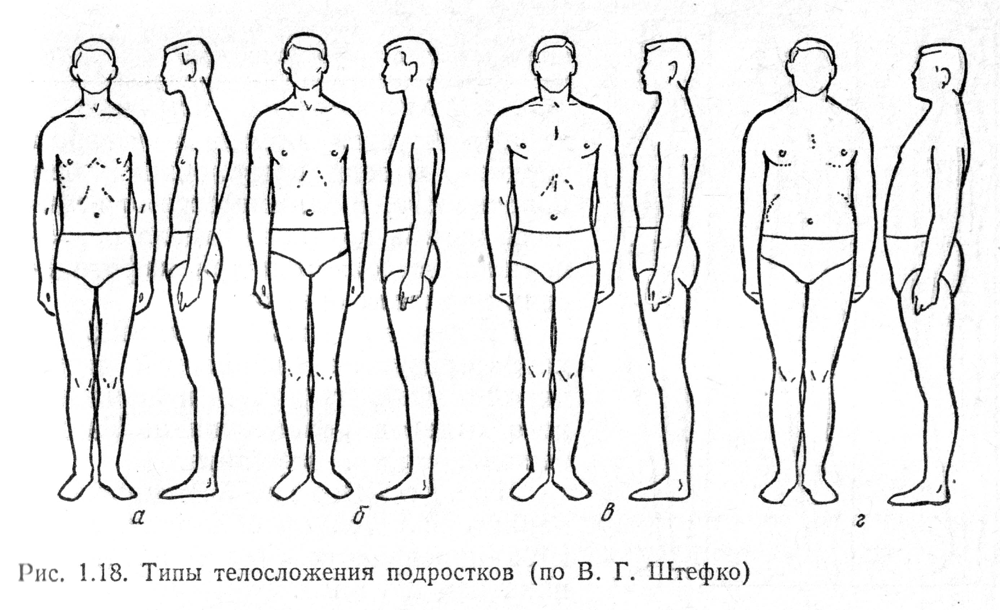 а б в г
Рис. 1.18. Типы телосложения подростков (по В. Г. Штефко)